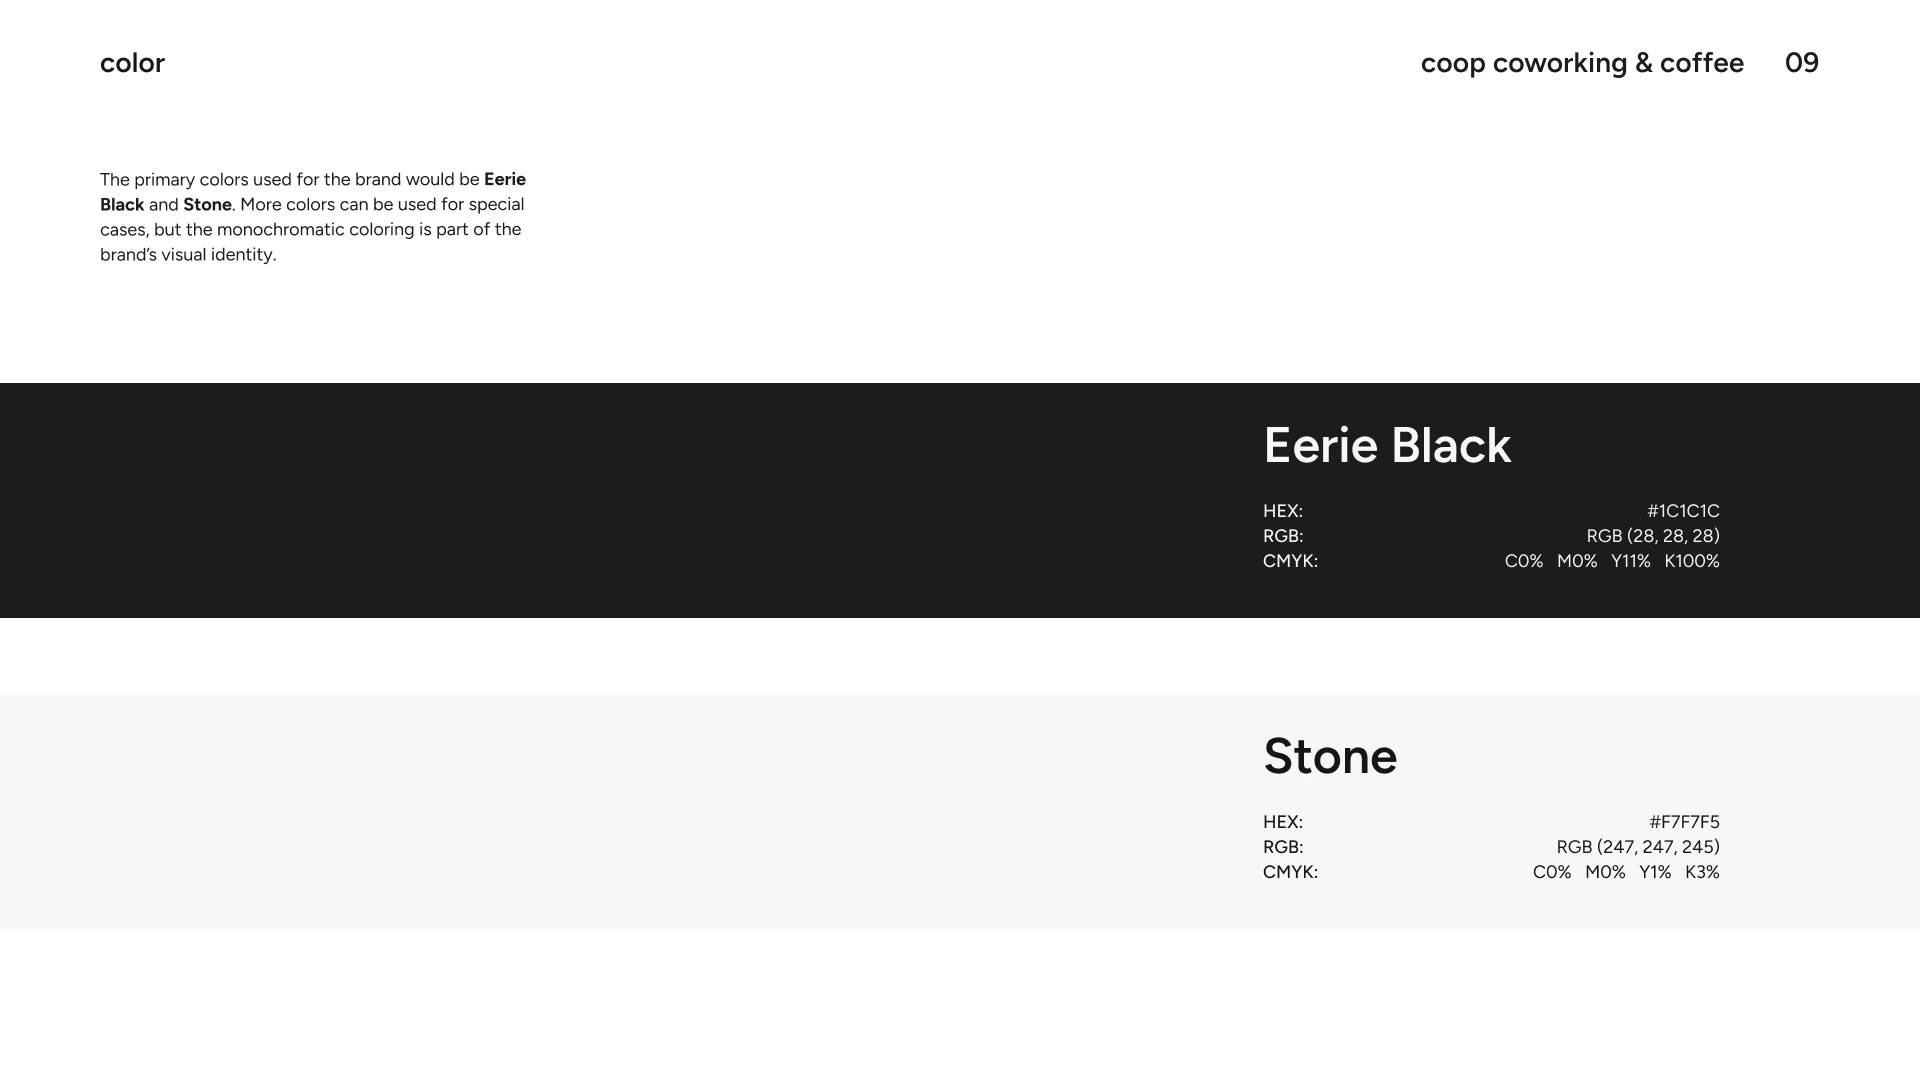 color
coop coworking & coffee 09
The primary colors used for the brand would be Eerie
Black and Stone. More colors can be used for special
cases, but the monochromatic coloring is part of the
brand’s visual identity.
Eerie Black
HEX: #1C1C1C
RGB: RGB (28, 28, 28)
CMYK: C0% M0% Y11% K100%
Stone
HEX: #F7F7F5
RGB: RGB (247, 247, 245)
CMYK: C0% M0% Y1% K3%